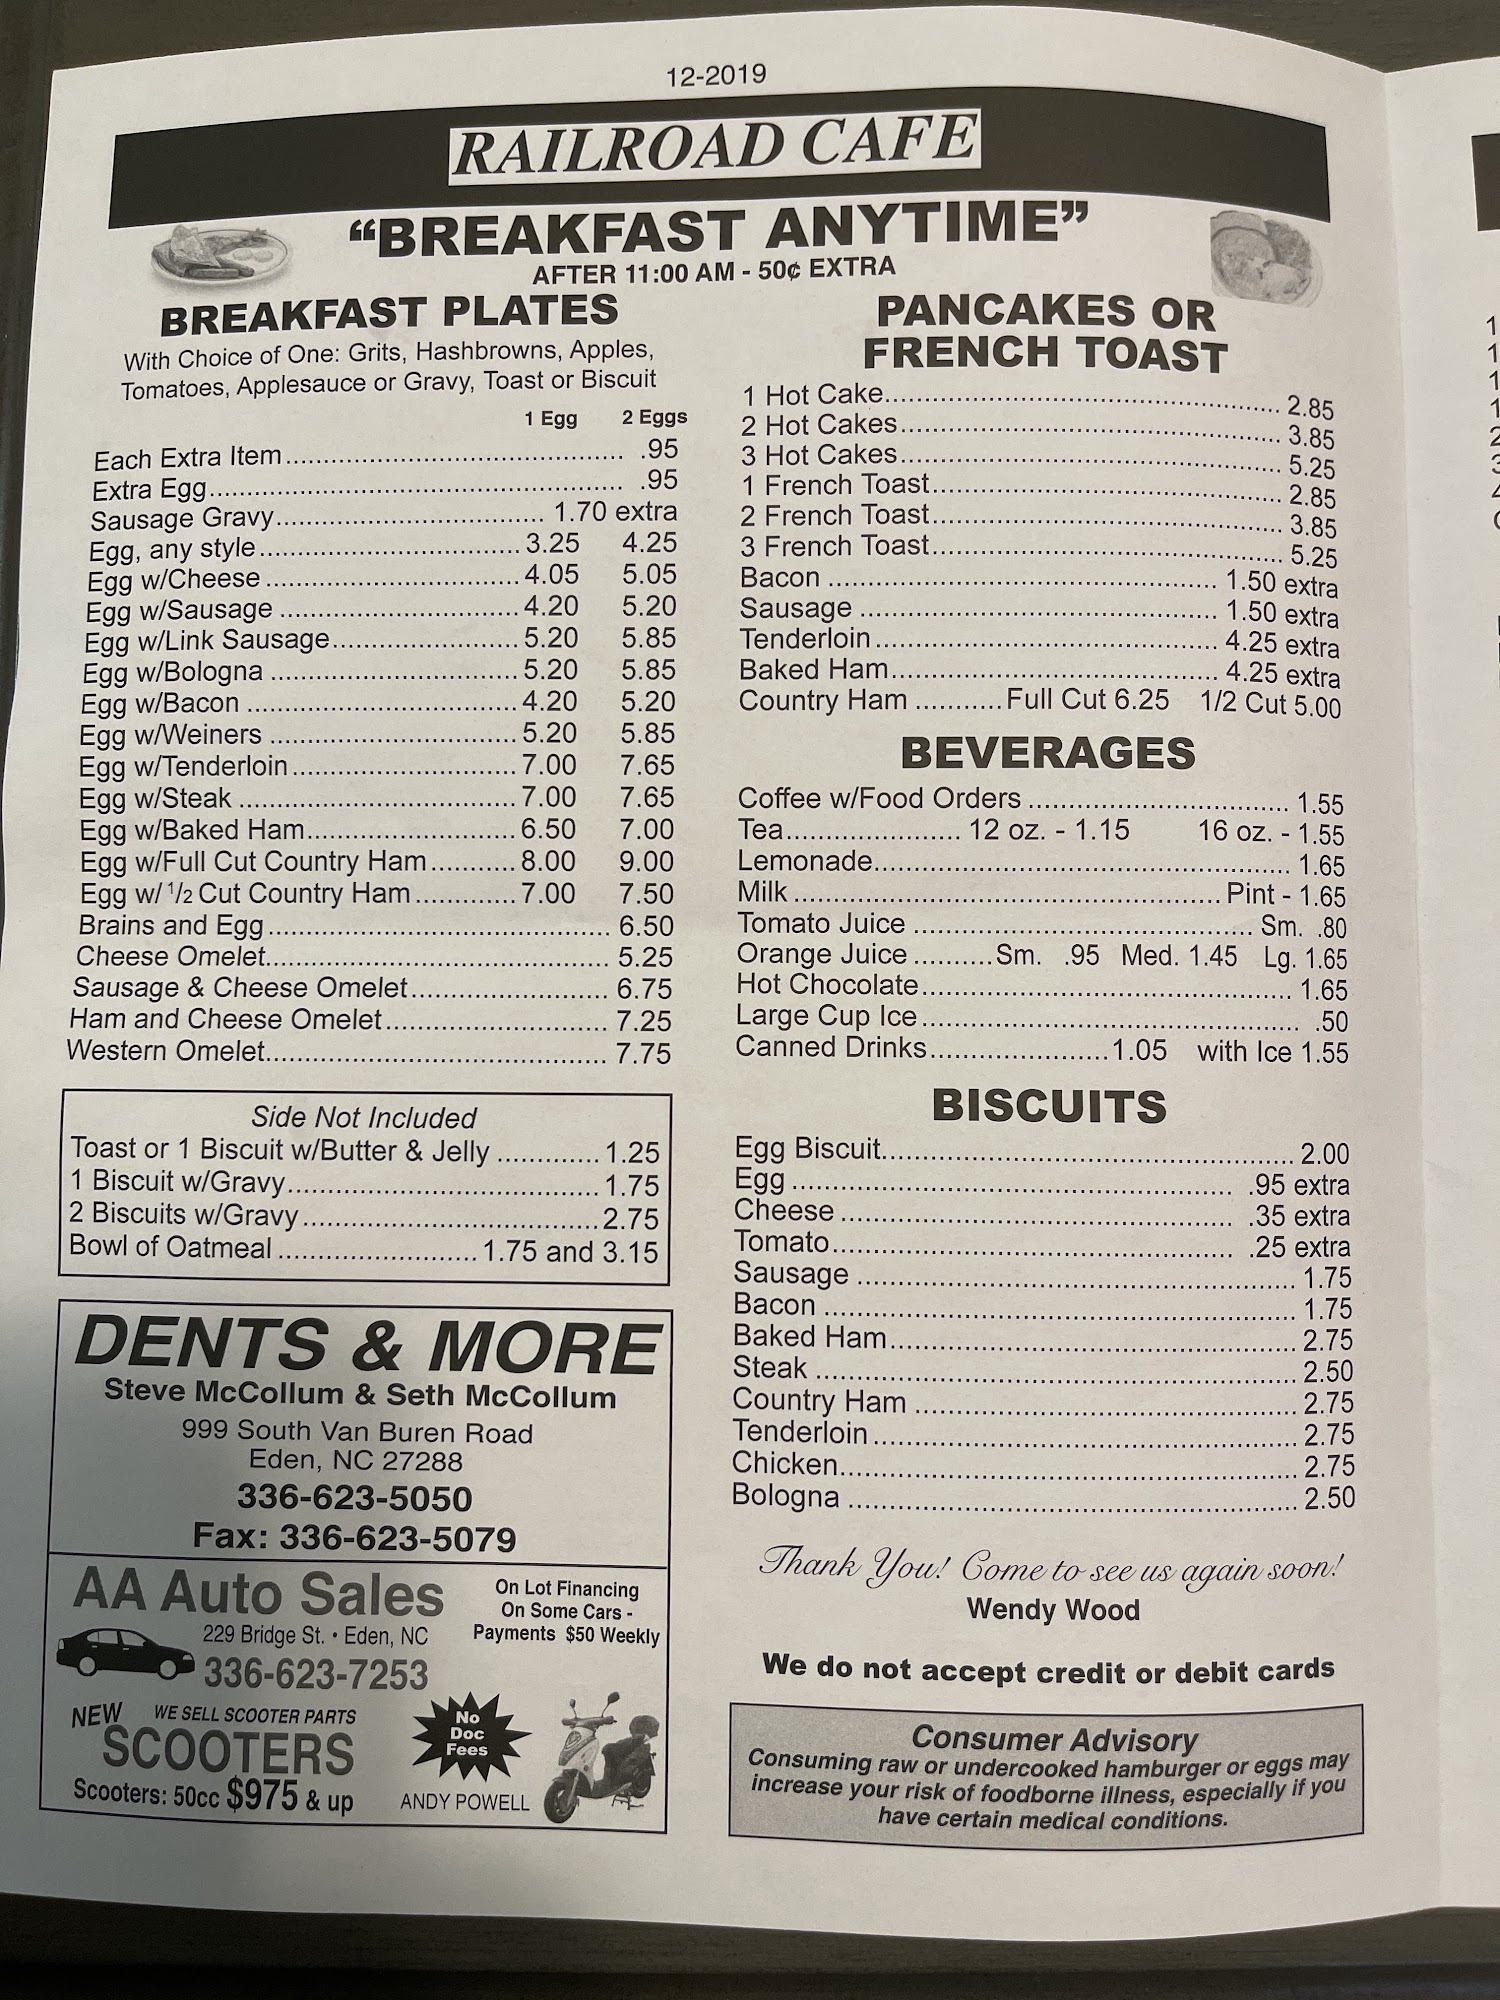 12-2019
RAILROAD CAFE
“BREAKFAST ANYTIME”
AFTER 11:00 AM - 50¢ EXTRA
BREAKFAST PLATES
With Choice of One: Grits, Hashbrowns, Apples,
Tomatoes, Applesauce or Gravy, Toast or Biscuit
1 Egg 2 Eggs
Each Extra Item .95
Extra Egg .95
Sausage Gravy 1.70 extra
Egg, any style 3.25 4.25
Egg w/Cheese 4.05 5.05
Egg w/Sausage 4.20 5.20
Egg w/Link Sausage 5.20 5.85
Egg w/Bologna 5.20 5.85
Egg w/Bacon 4.20 5.20
Egg w/Weiners 5.20 5.85
Egg w/Tenderloin 7.00 7.65
Egg w/Steak 7.00 7.65
Egg w/Baked Ham 6.50 7.00
Egg w/Full Cut Country Ham 8.00 9.00
Egg w/ 1/2 Cut Country Ham 7.00 7.50
Brains and Egg 6.50
Cheese Omelet 5.25
Sausage & Cheese Omelet 6.75
Ham and Cheese Omelet 7.25
Western Omelet 7.75
Side Not Included
Toast or 1 Biscuit w/Butter & Jelly 1.25
1 Biscuit w/Gravy 1.75
2 Biscuits w/Gravy 2.75
Bowl of Oatmeal 1.75 and 3.15
DENTS & MORE
Steve McCollum & Seth McCollum
999 South Van Buren Road
Eden, NC 27288
336-623-5050
Fax: 336-623-5079
AA Auto Sales
229 Bridge St. • Eden, NC
336-623-7253
On Lot Financing
On Some Cars -
Payments $50 Weekly
NEW WE SELL SCOOTER PARTS
SCOOTERS
Scooters: 50cc $975 & up
No
Doc
Fees
ANDY POWELL
PANCAKES OR
FRENCH TOAST
1 Hot Cake 2.85
2 Hot Cakes 3.85
3 Hot Cakes 5.25
1 French Toast 2.85
2 French Toast 3.85
3 French Toast 5.25
Bacon 1.50 extra
Sausage 1.50 extra
Tenderloin 4.25 extra
Baked Ham 4.25 extra
Country Ham Full Cut 6.25 1/2 Cut 5.00
BEVERAGES
Coffee w/Food Orders 1.55
Tea 12 oz. - 1.15 16 oz. - 1.55
Lemonade 1.65
Milk Pint - 1.65
Tomato Juice Sm. .80
Orange Juice Sm. .95 Med. 1.45 Lg. 1.65
Hot Chocolate 1.65
Large Cup Ice .50
Canned Drinks 1.05 with Ice 1.55
BISCUITS
Egg Biscuit 2.00
Egg .95 extra
Cheese .35 extra
Tomato .25 extra
Sausage 1.75
Bacon 1.75
Baked Ham 2.75
Steak 2.50
Country Ham 2.75
Tenderloin 2.75
Chicken 2.75
Bologna 2.50
Thank You! Come to see us again soon!
Wendy Wood
We do not accept credit or debit cards
Consumer Advisory
Consuming raw or undercooked hamburger or eggs may
increase your risk of foodborne illness, especially if you
have certain medical conditions.